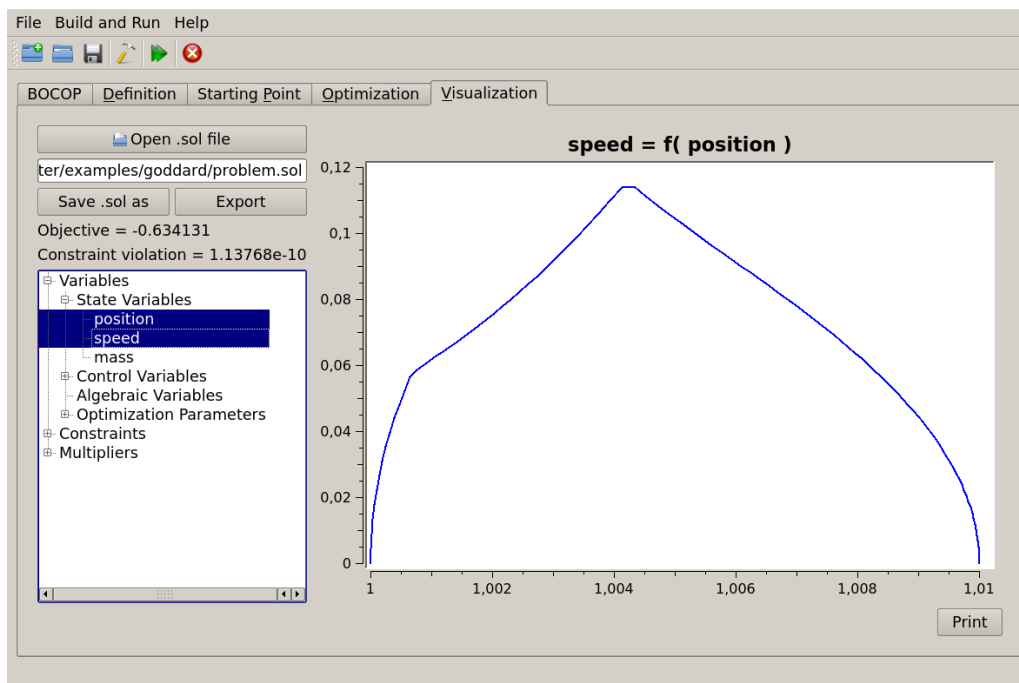 File Build and Run Help
BOCOP Definition Starting Point Optimization Visualization
Open .sol file
ter/examples/goddard/problem.sol
Save .sol as Export
Objective = -0.634131
Constraint violation = 1.13768e-10
Variables
State Variables
position
speed
mass
Control Variables
Algebraic Variables
Optimization Parameters
Constraints
Multipliers
speed = f( position )
0,12
0,1
0,08
0,06
0,04
0,02
0
1 1,002 1,004 1,006 1,008 1,01
Print